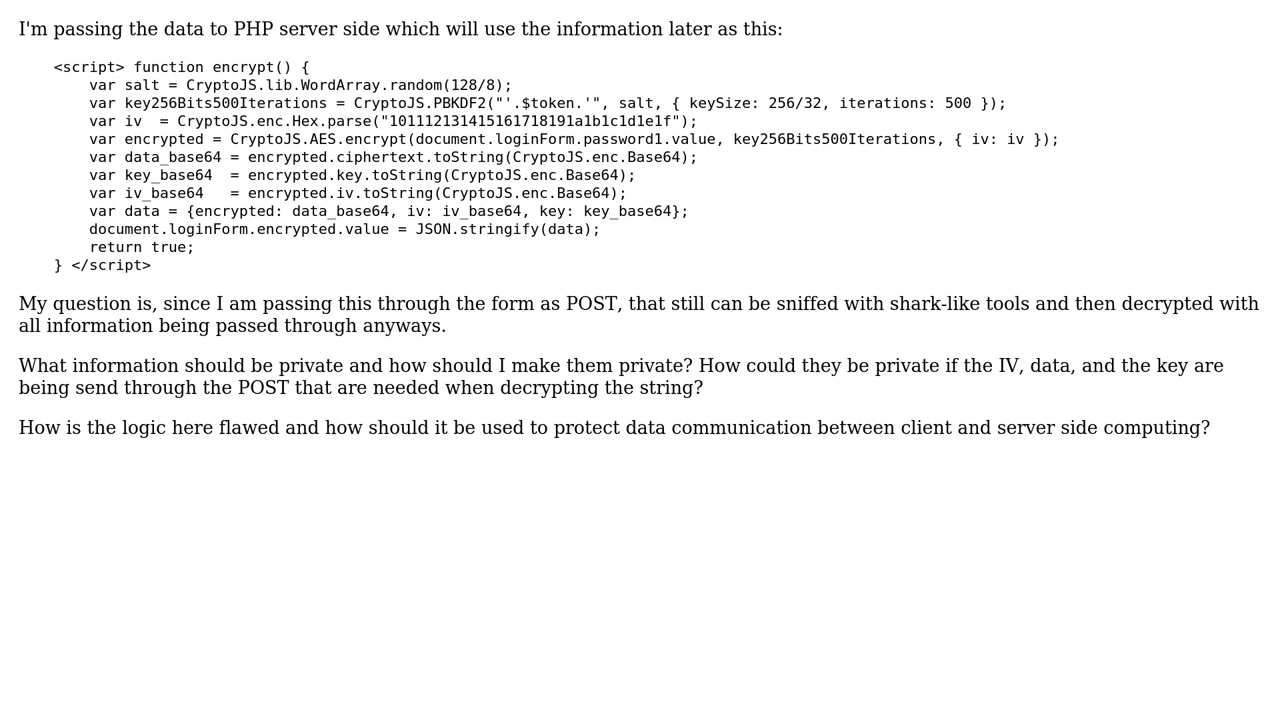 I'm passing the data to PHP server side which will use the information later as this:
<script> function encrypt() {
    var salt = CryptoJS.lib.WordArray.random(128/8);
    var key256Bits500Iterations = CryptoJS.PBKDF2("'.$token.'", salt, { keySize: 256/32, iterations: 500 });
    var iv  = CryptoJS.enc.Hex.parse("101112131415161718191a1b1c1d1e1f");
    var encrypted = CryptoJS.AES.encrypt(document.loginForm.password1.value, key256Bits500Iterations, { iv: iv });
    var data_base64 = encrypted.ciphertext.toString(CryptoJS.enc.Base64);
    var key_base64  = encrypted.key.toString(CryptoJS.enc.Base64);
    var iv_base64   = encrypted.iv.toString(CryptoJS.enc.Base64);
    var data = {encrypted: data_base64, iv: iv_base64, key: key_base64};
    document.loginForm.encrypted.value = JSON.stringify(data);
    return true;
} </script>
My question is, since I am passing this through the form as POST, that still can be sniffed with shark-like tools and then decrypted with
all information being passed through anyways.
What information should be private and how should I make them private? How could they be private if the IV, data, and the key are
being send through the POST that are needed when decrypting the string?
How is the logic here flawed and how should it be used to protect data communication between client and server side computing?